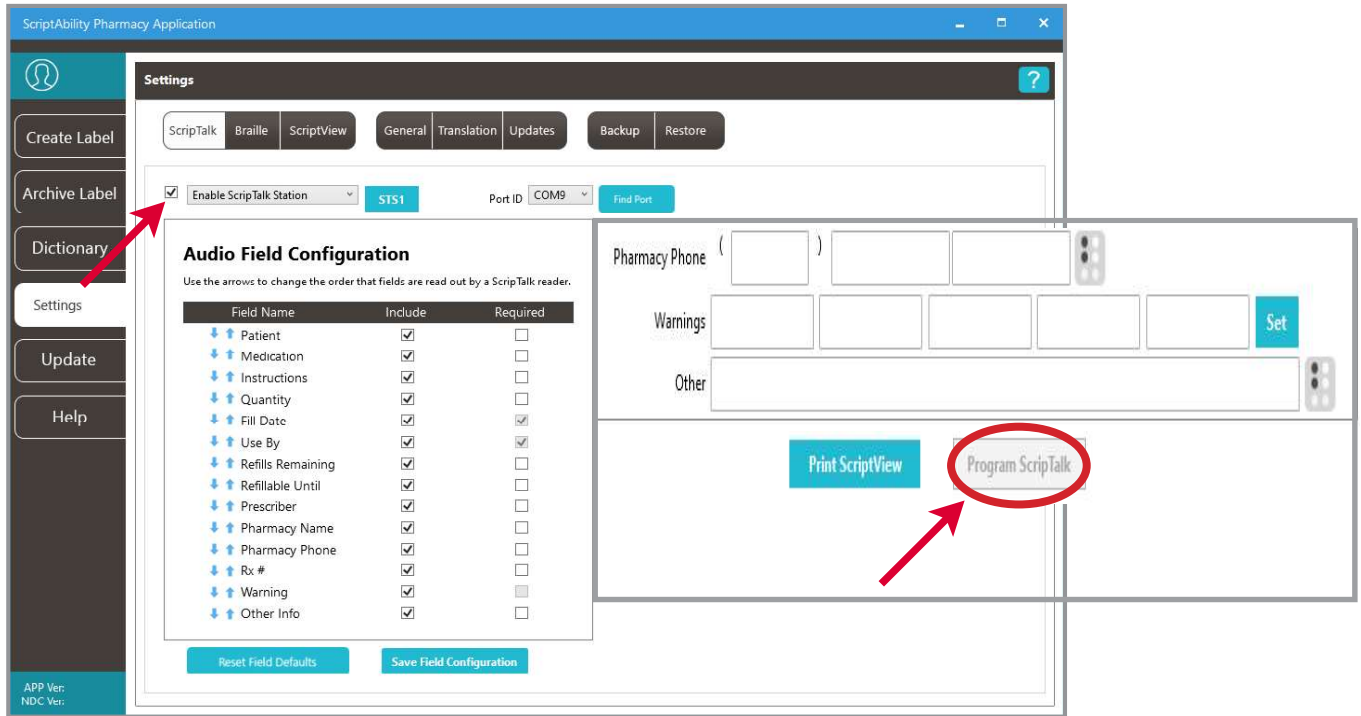 ScriptAbility Pharmacy Application
Settings
?
Create Label
Archive Label
Dictionary
Settings
Update
Help
APP Ver:
NDC Ver:
ScripTalk Braille ScriptView General Translation Updates Backup Restore
Enable ScripTalk Station STS1 Port ID COM9 Find Port
Audio Field Configuration
Use the arrows to change the order that fields are read out by a ScripTalk reader.
Field Name Include Required
Patient
Medication
Instructions
Quantity
Fill Date
Use By
Refills Remaining
Refillable Until
Prescriber
Pharmacy Name
Pharmacy Phone
Rx #
Warning
Other Info
Reset Field Defaults Save Field Configuration
Pharmacy Phone ( )
Warnings Set
Other
Print ScriptView Program ScripTalk